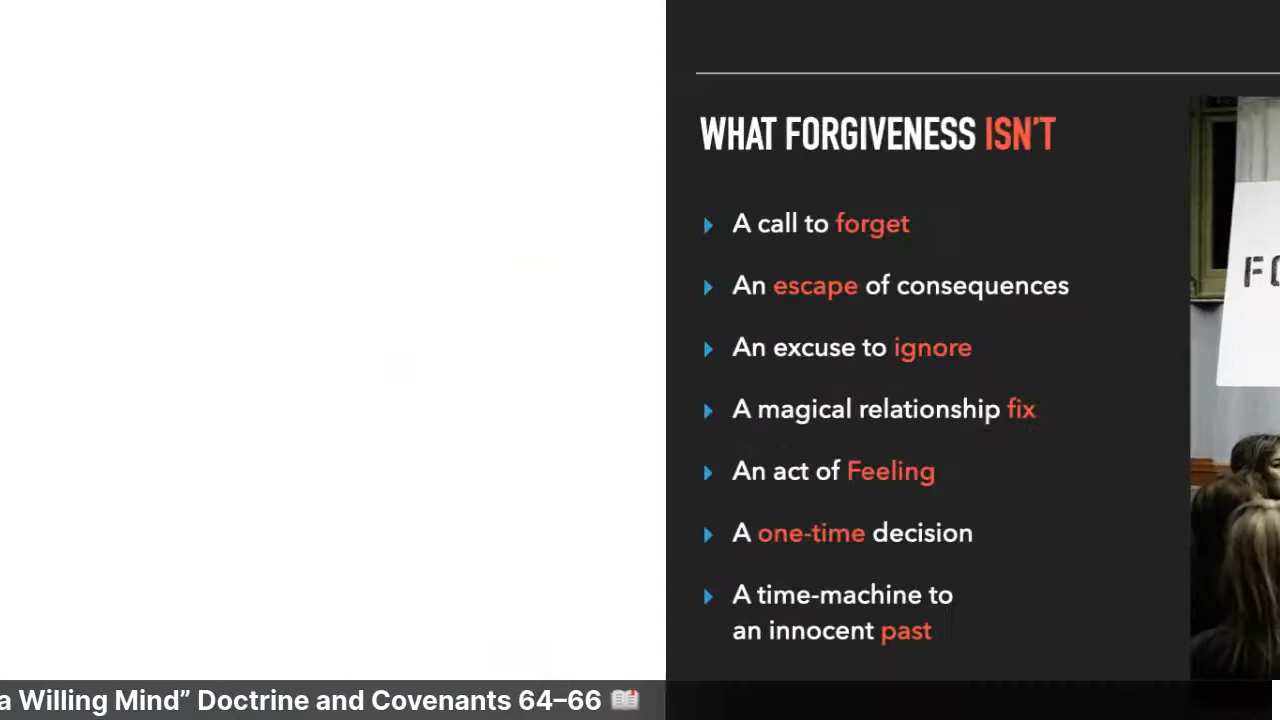 WHAT FORGIVENESS ISN'T
A call to forget
An escape of consequences
An excuse to ignore
A magical relationship fix
An act of Feeling
A one-time decision
A time-machine to
an innocent past
a Willing Mind” Doctrine and Covenants 64–66